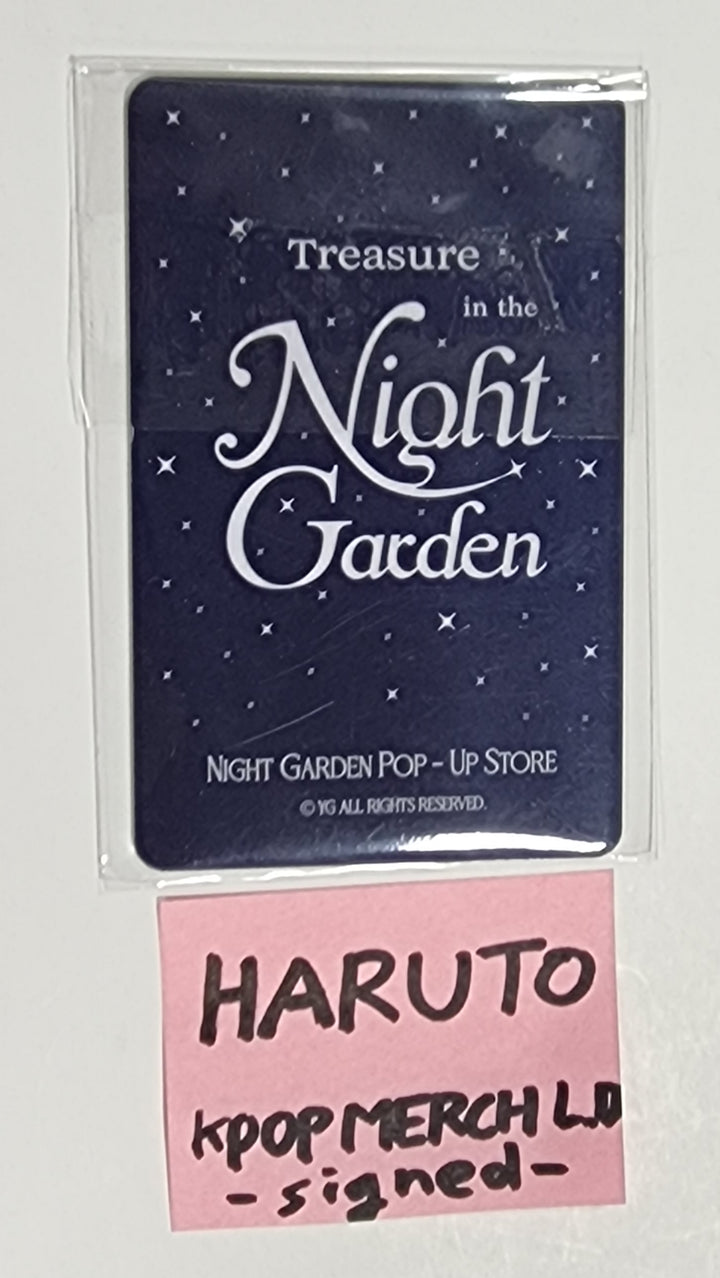 Treasure
in the
Night
Garden
NIGHT GARDEN POP-UP STORE
© YG ALL RIGHTS RESERVED.
HARUTO
KPOP MERCH L.D
-signed-